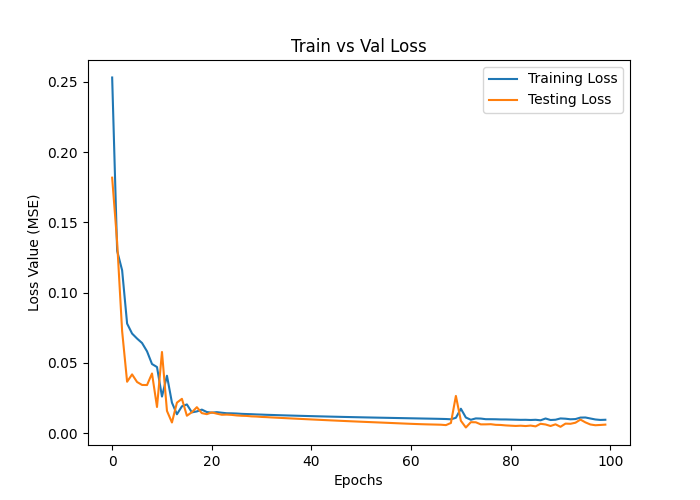 Train vs Val Loss
Training Loss
Testing Loss
Loss Value (MSE)
0.25
0.20
0.15
0.10
0.05
0.00
0 20 40 60 80 100
Epochs